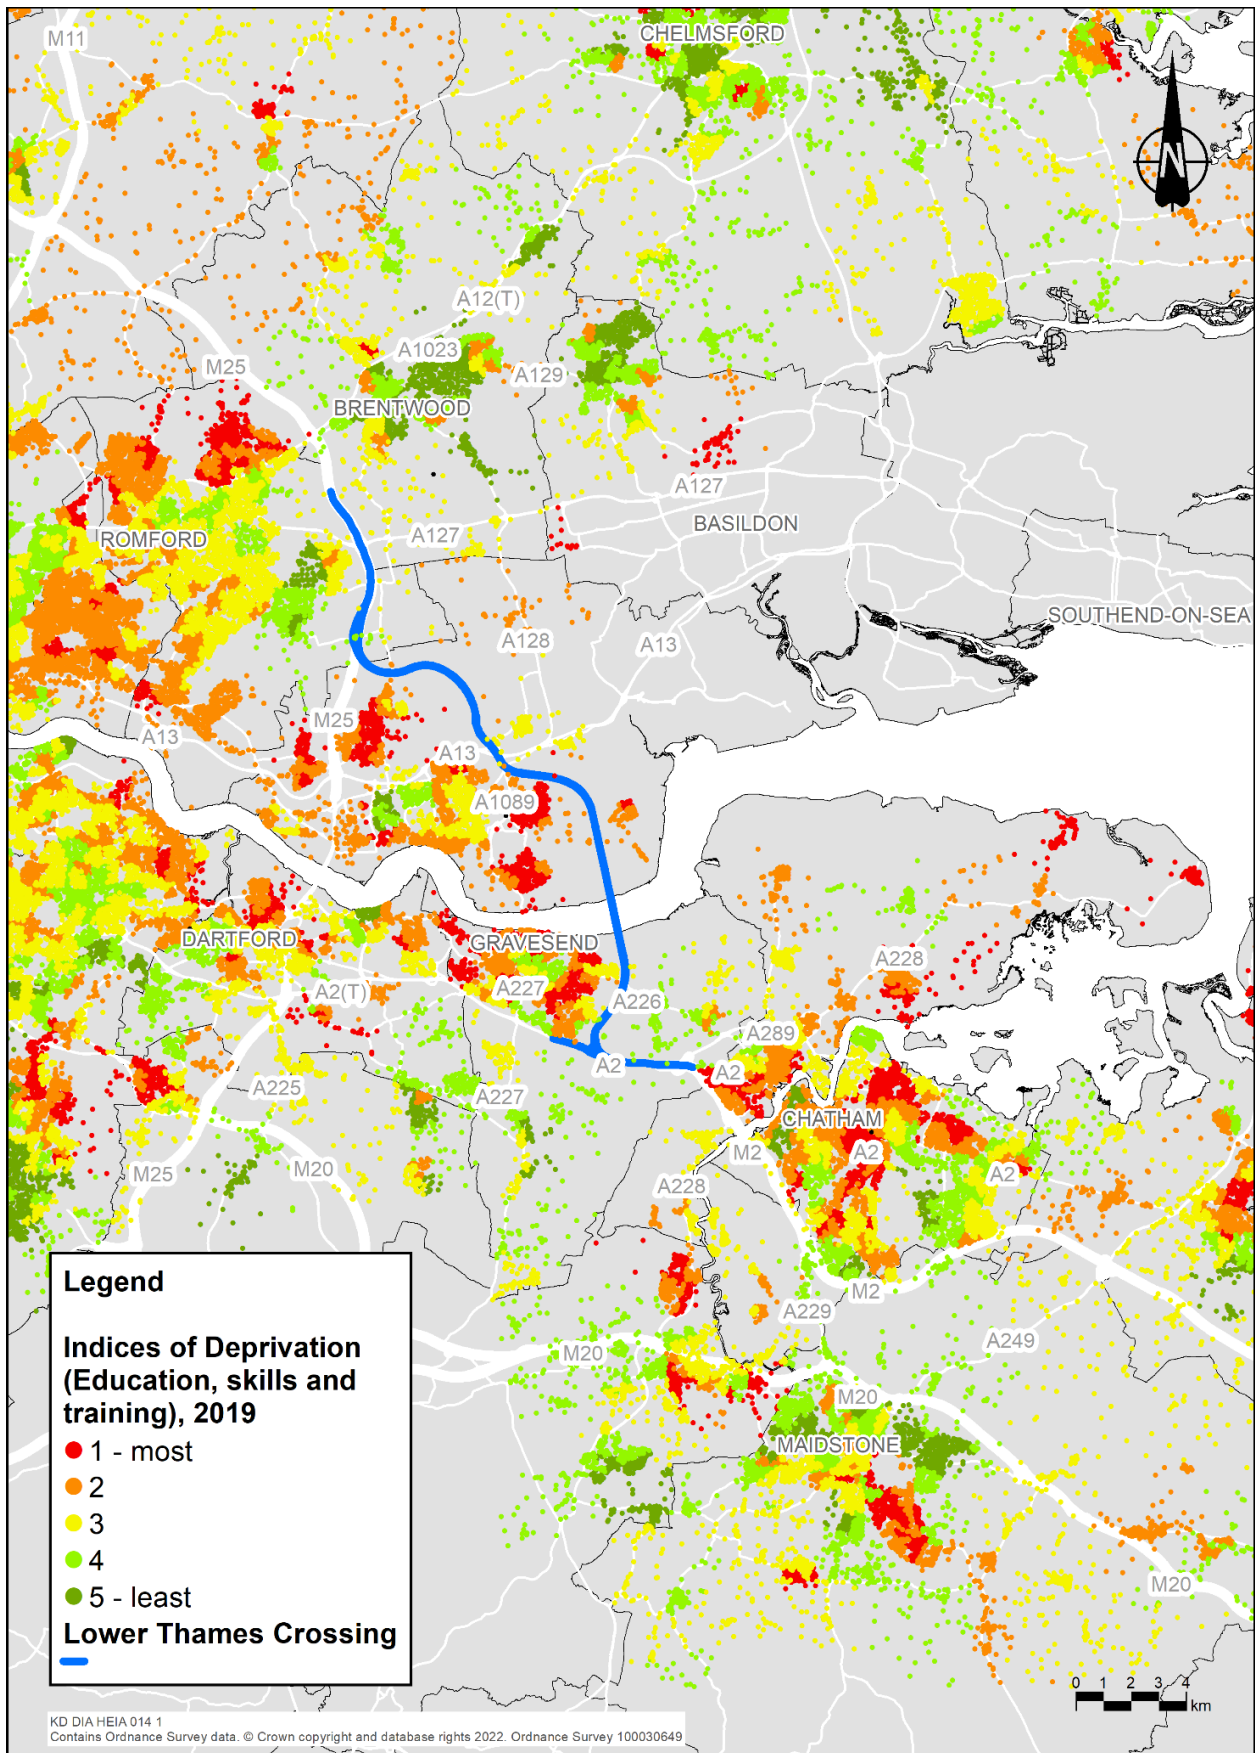 M11
CHELMSFORD
N
A12(T)
A1023
M25
A129
BRENTWOOD
A127
BASILDON
ROMFORD
A127
SOUTHEND-ON-SEA
A128
A13
M25
A13
A13
A1089
DARTFORD
GRAVESEND
A228
A2(T)
A227
A226
A289
A2
A2
A225
A227
CHATHAM
M2
A2
A2
M25
M20
A228
M2
A229
A249
M20
M20
MAIDSTONE
M20
Legend
Indices of Deprivation
(Education, skills and
training), 2019
1 - most
2
3
4
5 - least
Lower Thames Crossing
0 1 2 3 4
km
KD DIA HEIA 014 1
Contains Ordnance Survey data. © Crown copyright and database rights 2022. Ordnance Survey 100030649